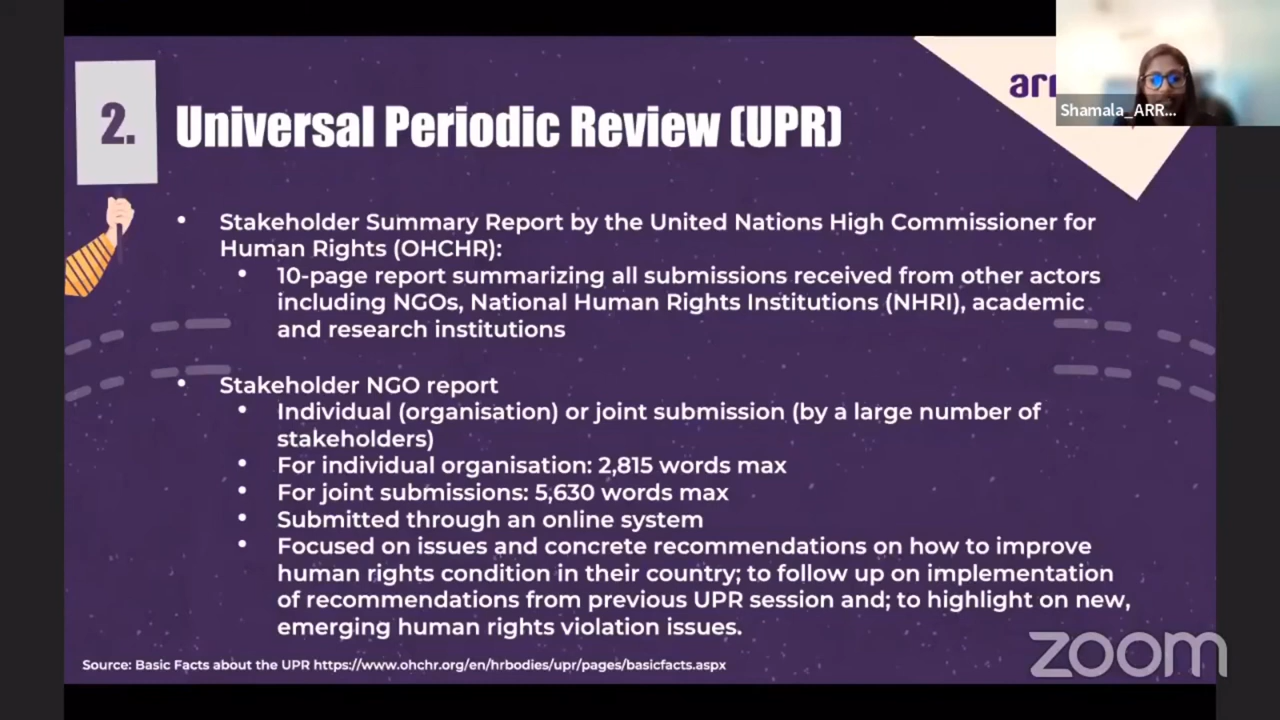 2.
Universal Periodic Review (UPR)
arr
Shamala_ARR...
• Stakeholder Summary Report by the United Nations High Commissioner for
Human Rights (OHCHR):
• 10-page report summarizing all submissions received from other actors
including NGOs, National Human Rights Institutions (NHRI), academic
and research institutions
• Stakeholder NGO report
• Individual (organisation) or joint submission (by a large number of
stakeholders)
• For individual organisation: 2,815 words max
• For joint submissions: 5,630 words max
• Submitted through an online system
• Focused on issues and concrete recommendations on how to improve
human rights condition in their country; to follow up on implementation
of recommendations from previous UPR session and; to highlight on new,
emerging human rights violation issues.
Source: Basic Facts about the UPR https://www.ohchr.org/en/hrbodies/upr/pages/basicfacts.aspx
zoom